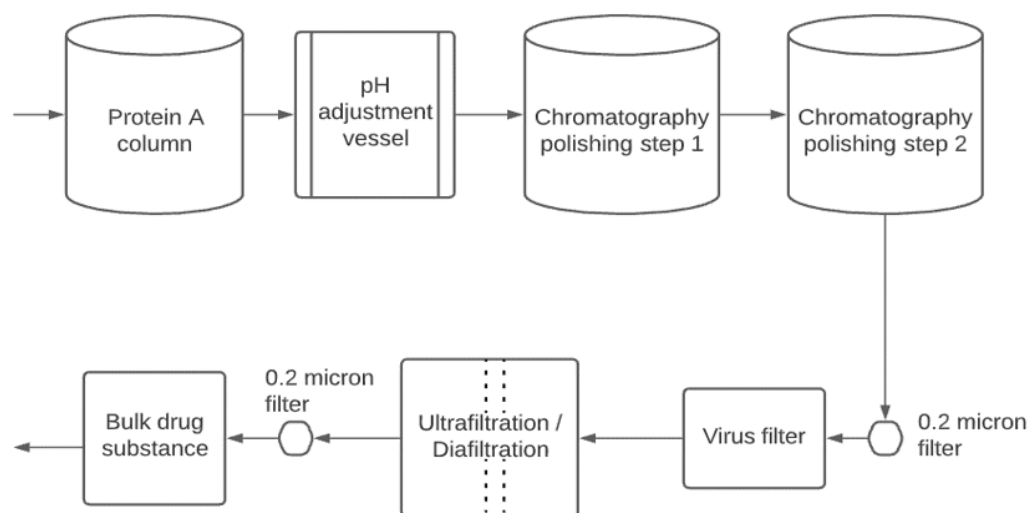 Protein A
column
pH
adjustment
vessel
Chromatography
polishing step 1
Chromatography
polishing step 2
0.2 micron
filter
Virus filter
Ultrafiltration /
Diafiltration
0.2 micron
filter
Bulk drug
substance